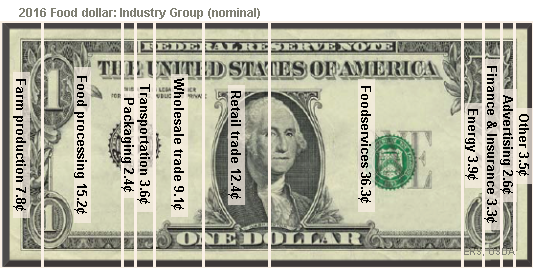 2016 Food dollar: Industry Group (nominal)
FEDERAL RESERVE NOTE
THE UNITED STATES OF AMERICA
Farm production 7.8¢
Food processing 15.2¢
Packaging 2.4¢
Transportation 3.6¢
Wholesale trade 9.1¢
Retail trade 12.4¢
Foodservices 36.3¢
Energy 3.9¢
Finance & Insurance 3.3¢
Advertising 2.6¢
Other 3.5¢
1
1
ONE DOLLAR
ERS, USDA